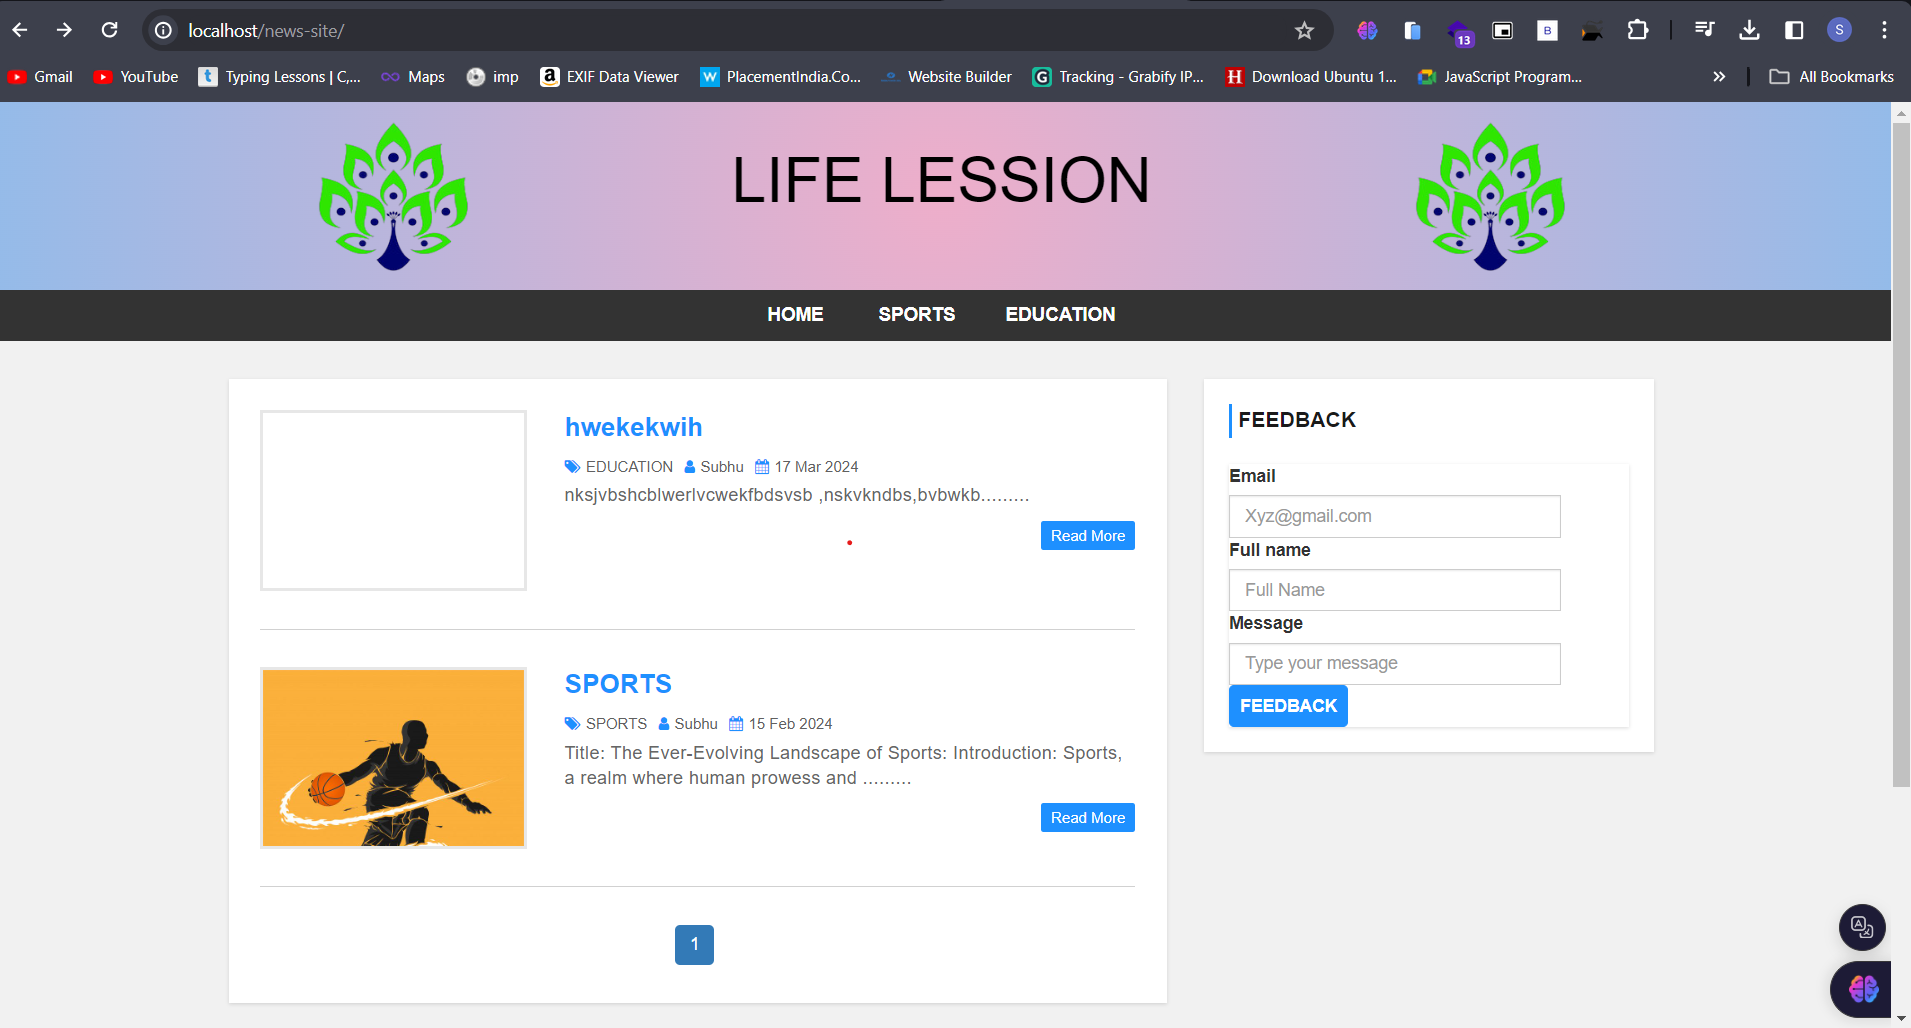 localhost/news-site/
13
B
S
Gmail YouTube Typing Lessons | C,... Maps imp EXIF Data Viewer PlacementIndia.Co... Website Builder Tracking - Grabify IP... Download Ubuntu 1... JavaScript Program... » All Bookmarks
LIFE LESSION
HOME SPORTS EDUCATION
hwekekwih
EDUCATION Subhu 17 Mar 2024
nksjvbshcblwerlvcwekfbdsvsb ,nskvkndbs,bvbwkb.........
Read More
SPORTS
SPORTS Subhu 15 Feb 2024
Title: The Ever-Evolving Landscape of Sports: Introduction: Sports,
a realm where human prowess and .........
Read More
1
FEEDBACK
Email
Xyz@gmail.com
Full name
Full Name
Message
Type your message
FEEDBACK